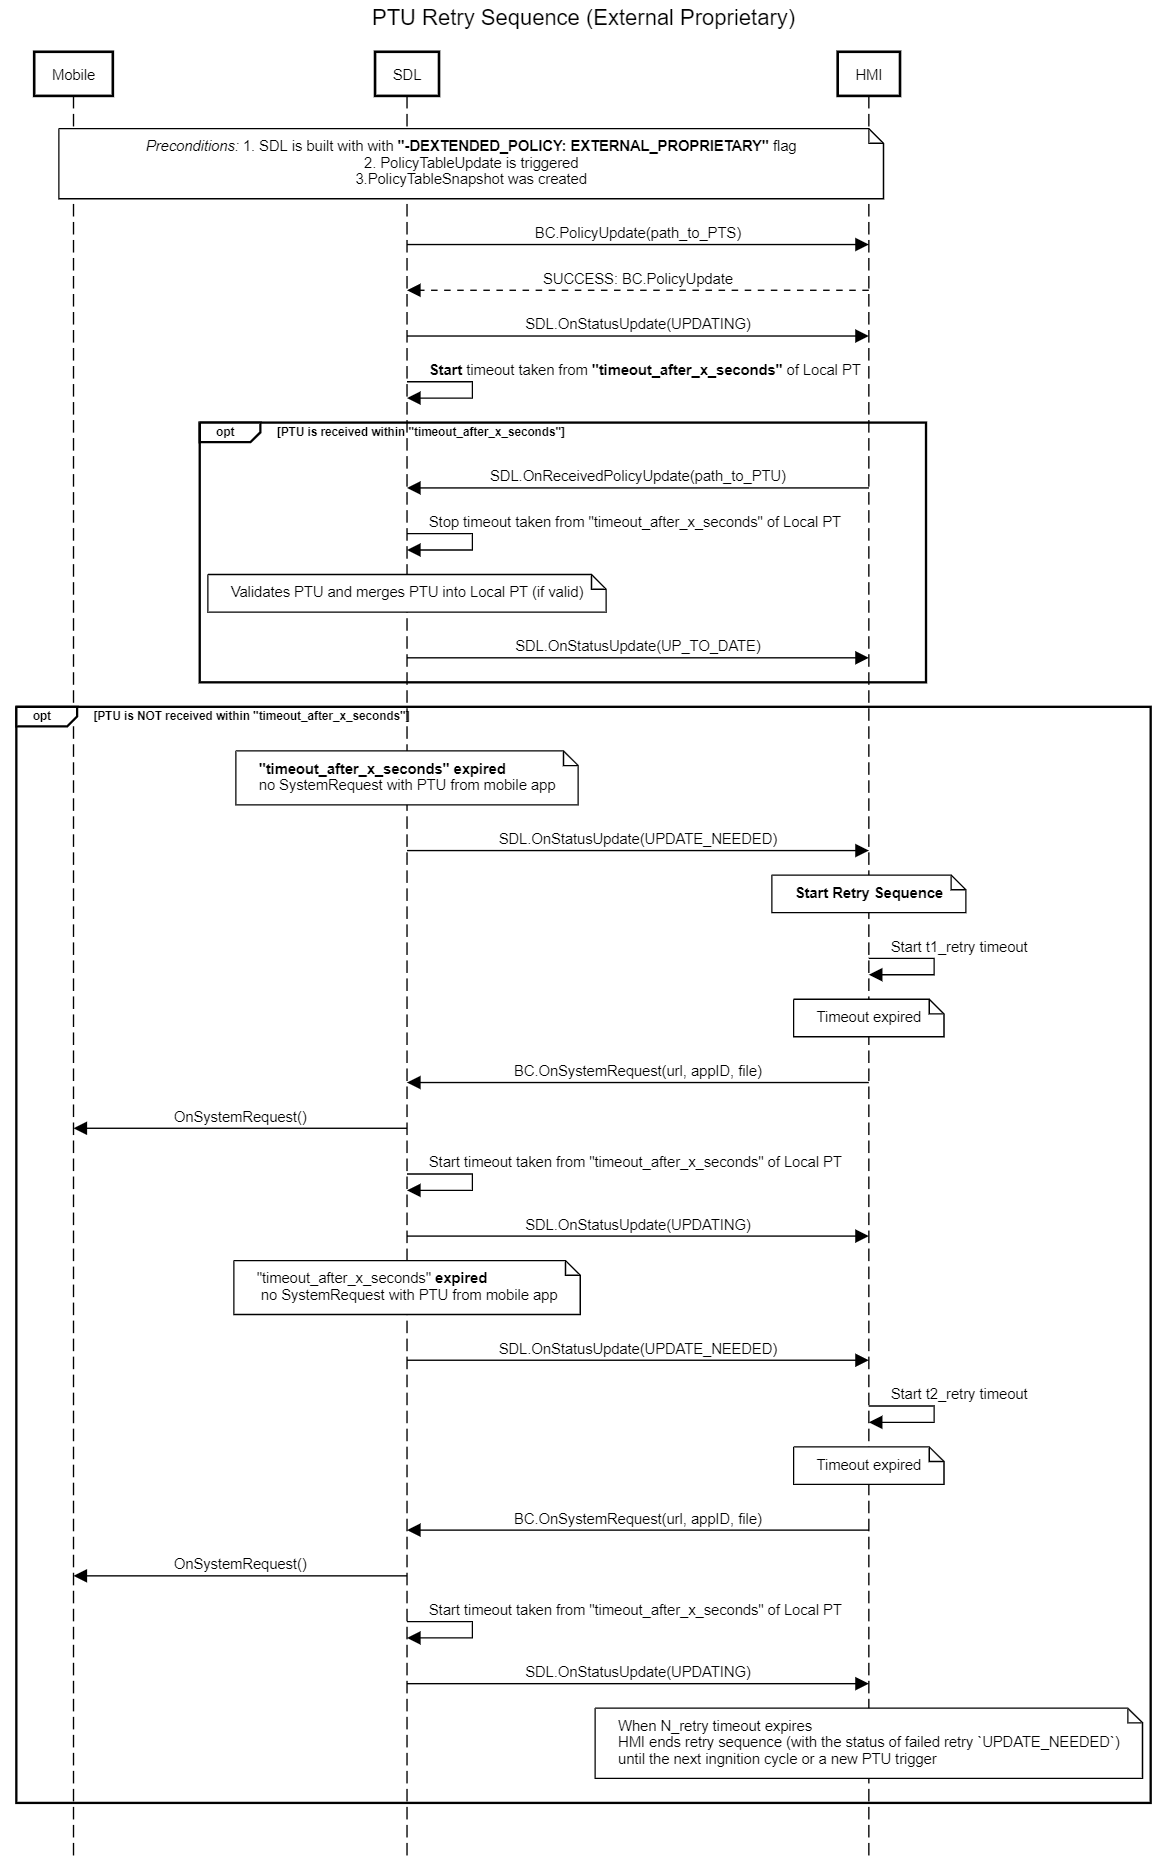 PTU Retry Sequence (External Proprietary)
Mobile
SDL
HMI
Preconditions: 1. SDL is built with with "-DEXTENDED_POLICY: EXTERNAL_PROPRIETARY" flag
2. PolicyTableUpdate is triggered
3.PolicyTableSnapshot was created
BC.PolicyUpdate(path_to_PTS)
SUCCESS: BC.PolicyUpdate
SDL.OnStatusUpdate(UPDATING)
Start timeout taken from "timeout_after_x_seconds" of Local PT
opt
[PTU is received within "timeout_after_x_seconds"]
SDL.OnReceivedPolicyUpdate(path_to_PTU)
Stop timeout taken from "timeout_after_x_seconds" of Local PT
Validates PTU and merges PTU into Local PT (if valid)
SDL.OnStatusUpdate(UP_TO_DATE)
opt
[PTU is NOT received within "timeout_after_x_seconds"]
"timeout_after_x_seconds" expired
no SystemRequest with PTU from mobile app
SDL.OnStatusUpdate(UPDATE_NEEDED)
Start Retry Sequence
Start t1_retry timeout
Timeout expired
BC.OnSystemRequest(url, appID, file)
OnSystemRequest()
Start timeout taken from "timeout_after_x_seconds" of Local PT
SDL.OnStatusUpdate(UPDATING)
"timeout_after_x_seconds" expired
no SystemRequest with PTU from mobile app
SDL.OnStatusUpdate(UPDATE_NEEDED)
Start t2_retry timeout
Timeout expired
BC.OnSystemRequest(url, appID, file)
OnSystemRequest()
Start timeout taken from "timeout_after_x_seconds" of Local PT
SDL.OnStatusUpdate(UPDATING)
When N_retry timeout expires
HMI ends retry sequence (with the status of failed retry `UPDATE_NEEDED`)
until the next ingnition cycle or a new PTU trigger